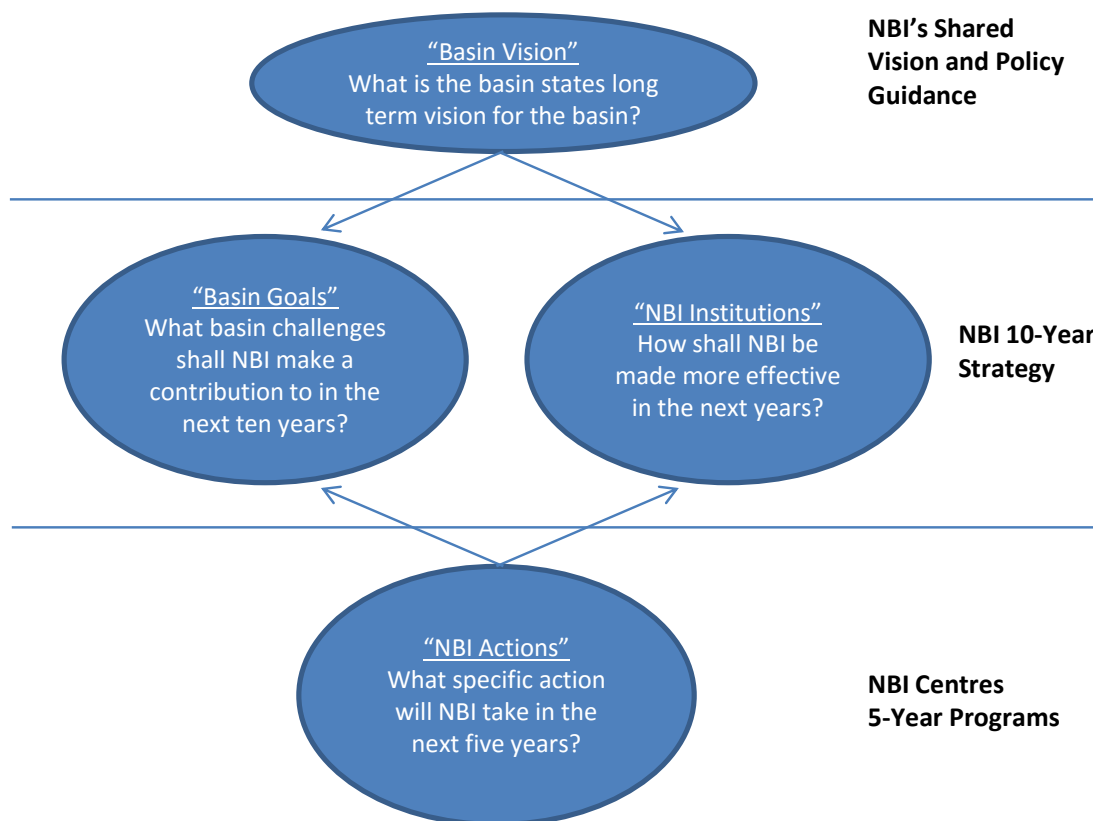 “Basin Vision”
What is the basin states long
term vision for the basin?
NBI’s Shared
Vision and Policy
Guidance
“Basin Goals”
What basin challenges
shall NBI make a
contribution to in the
next ten years?
“NBI Institutions”
How shall NBI be
made more effective
in the next years?
NBI 10-Year
Strategy
“NBI Actions”
What specific action
will NBI take in the
next five years?
NBI Centres
5-Year Programs